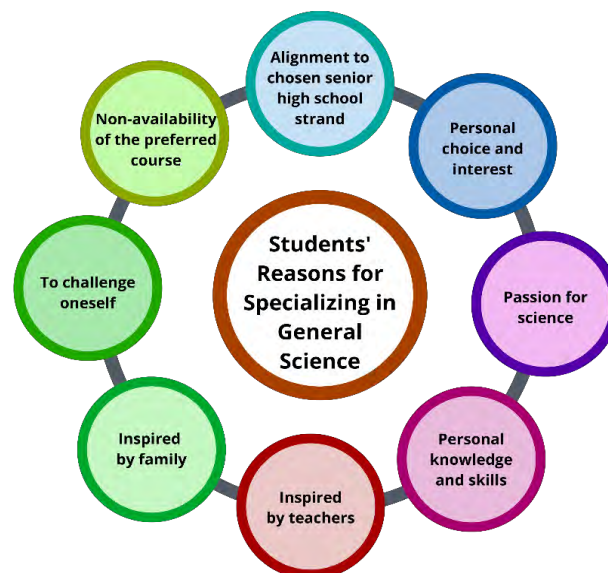 Alignment to
chosen senior
high school
strand
Personal
choice and
interest
Passion for
science
Personal
knowledge
and skills
Inspired
by teachers
Inspired
by family
To challenge
oneself
Non-availability
of the preferred
course
Students'
Reasons for
Specializing in
General
Science